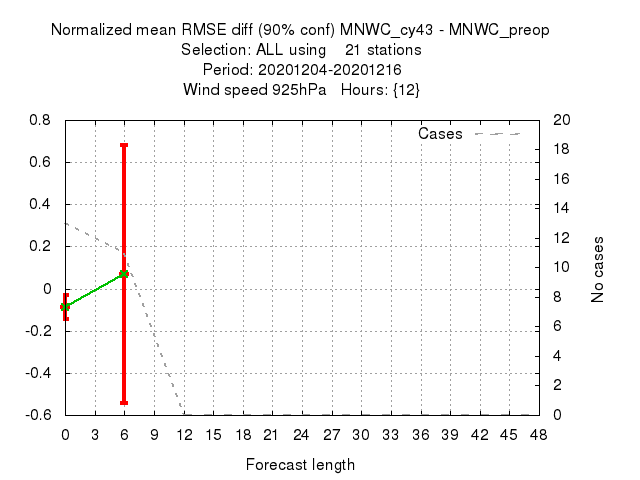 Normalized mean RMSE diff (90% conf) MNWC_cy43 - MNWC_preop
Selection: ALL using 21 stations
Period: 20201204-20201216
Wind speed 925hPa Hours: {12}
Cases
0.8
0.6
0.4
0.2
0
-0.2
-0.4
-0.6
20
18
16
14
12
10
8
6
4
2
0
No cases
0 3 6 9 12 15 18 21 24 27 30 33 36 39 42 45 48
Forecast length